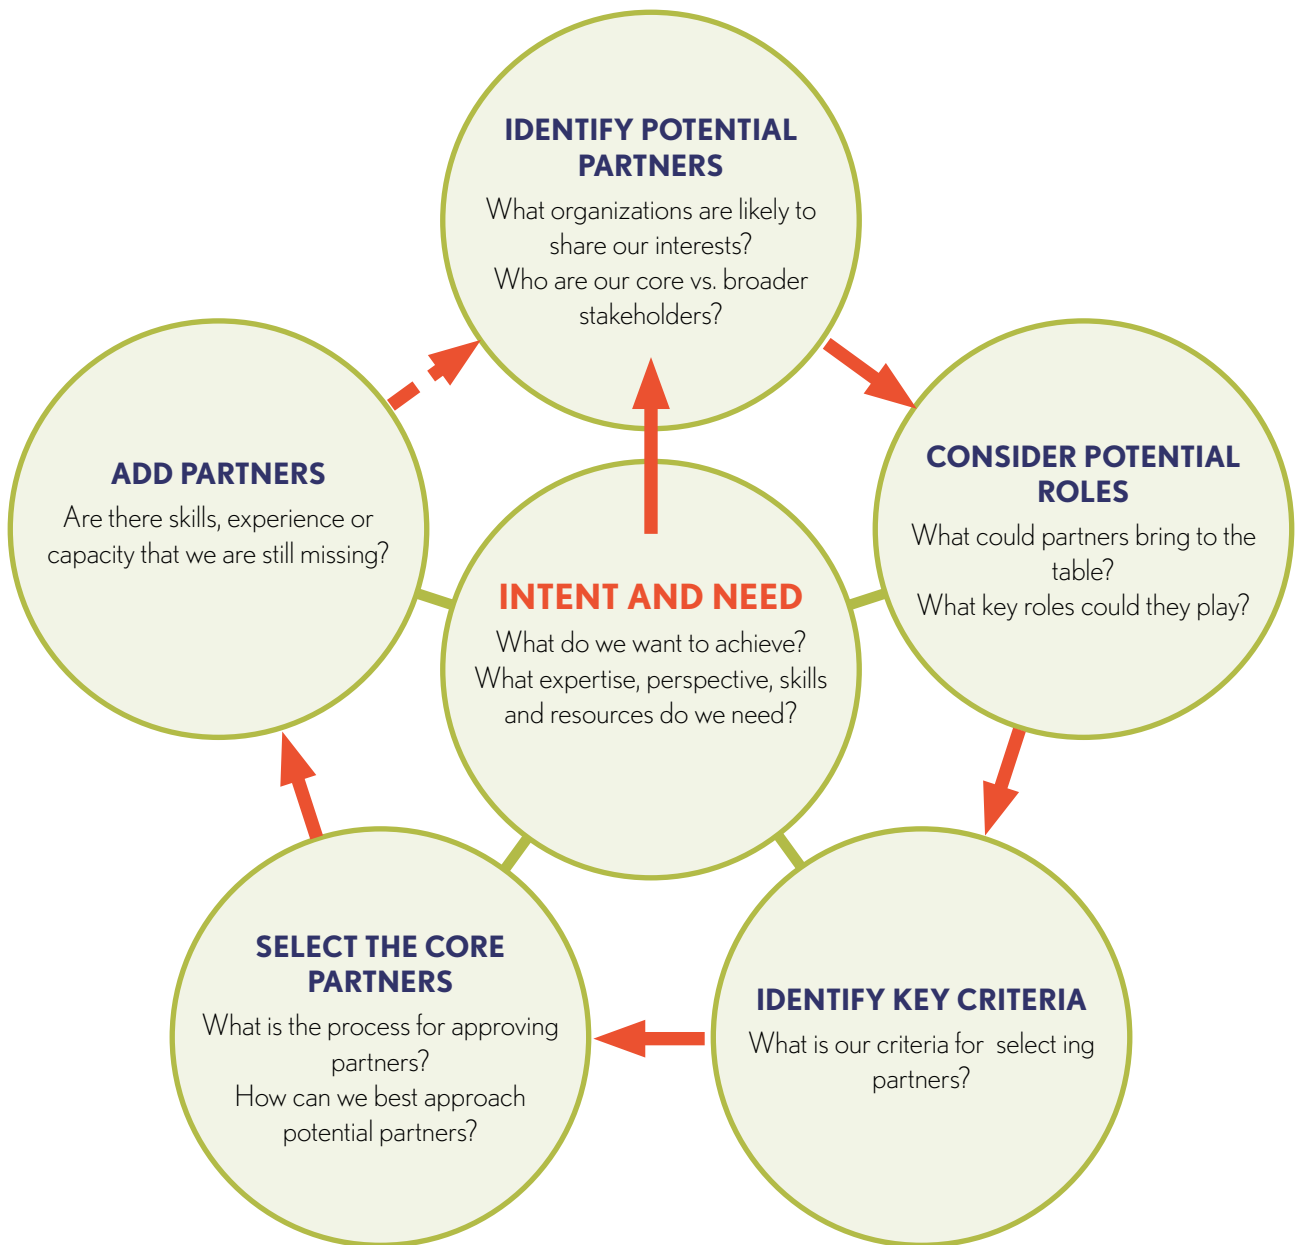 IDENTIFY POTENTIAL
PARTNERS
What organizations are likely to
share our interests?
Who are our core vs. broader
stakeholders?
CONSIDER POTENTIAL
ROLES
What could partners bring to the
table?
What key roles could they play?
IDENTIFY KEY CRITERIA
What is our criteria for  select ing
partners?
SELECT THE CORE
PARTNERS
What is the process for approving
partners?
How can we best approach
potential partners?
ADD PARTNERS
Are there skills, experience or
capacity that we are still missing?
INTENT AND NEED
What do we want to achieve?
What expertise, perspective, skills
and resources do we need?